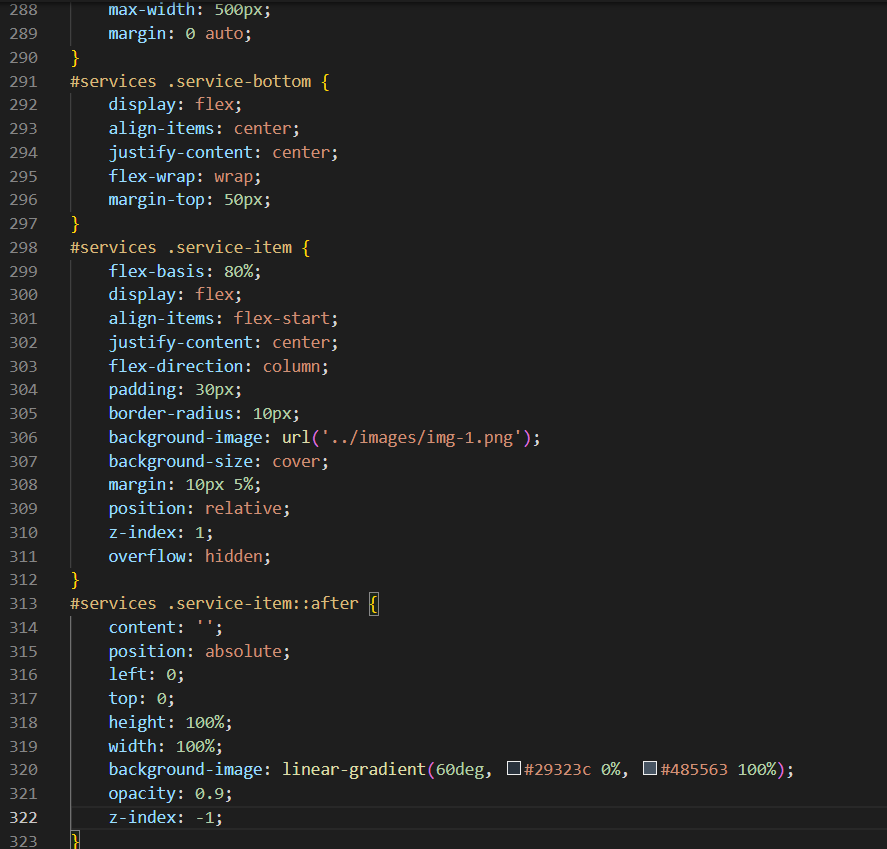 288 max-width: 500px;
289 margin: 0 auto;
290 }
291 #services .service-bottom {
292 display: flex;
293 align-items: center;
294 justify-content: center;
295 flex-wrap: wrap;
296 margin-top: 50px;
297 }
298 #services .service-item {
299 flex-basis: 80%;
300 display: flex;
301 align-items: flex-start;
302 justify-content: center;
303 flex-direction: column;
304 padding: 30px;
305 border-radius: 10px;
306 background-image: url('../images/img-1.png');
307 background-size: cover;
308 margin: 10px 5%;
309 position: relative;
310 z-index: 1;
311 overflow: hidden;
312 }
313 #services .service-item::after {
314 content: '';
315 position: absolute;
316 left: 0;
317 top: 0;
318 height: 100%;
319 width: 100%;
320 background-image: linear-gradient(60deg, #29323c 0%, #485563 100%);
321 opacity: 0.9;
322 z-index: -1;
323 }